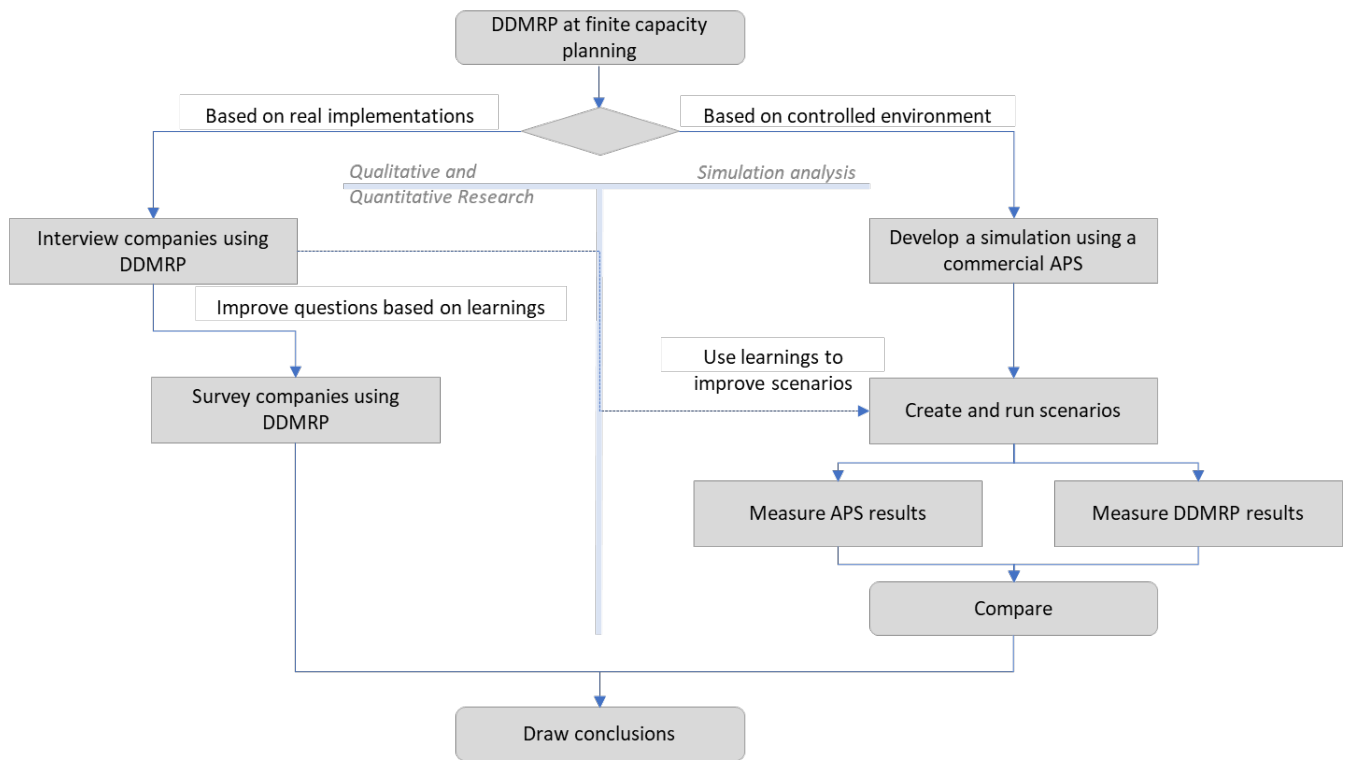 DDMRP at finite capacity
planning
Based on real implementations
Based on controlled environment
Qualitative and
Quantitative Research
Simulation analysis
Interview companies using
DDMRP
Develop a simulation using a
commercial APS
Improve questions based on learnings
Use learnings to
improve scenarios
Survey companies using
DDMRP
Create and run scenarios
Measure APS results
Measure DDMRP results
Compare
Draw conclusions